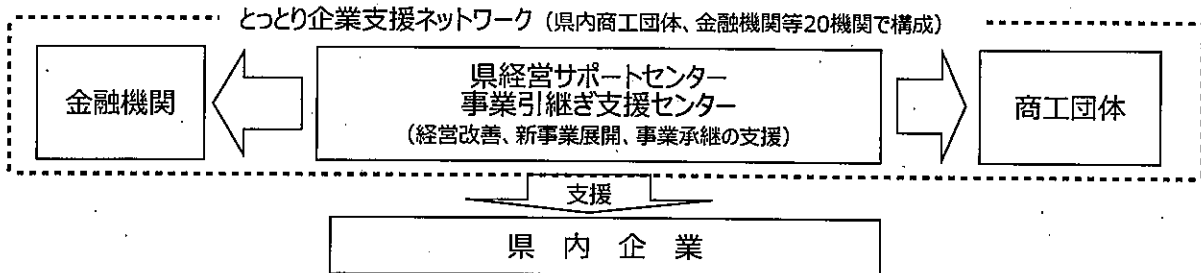 とっとり企業支援ネットワーク（県内商工団体、金融機関等20機関で構成）
金融機関
県経営サポートセンター
事業引継ぎ支援センター
（経営改善、新事業展開、事業承継の支援）
商工団体
支援
県内企業